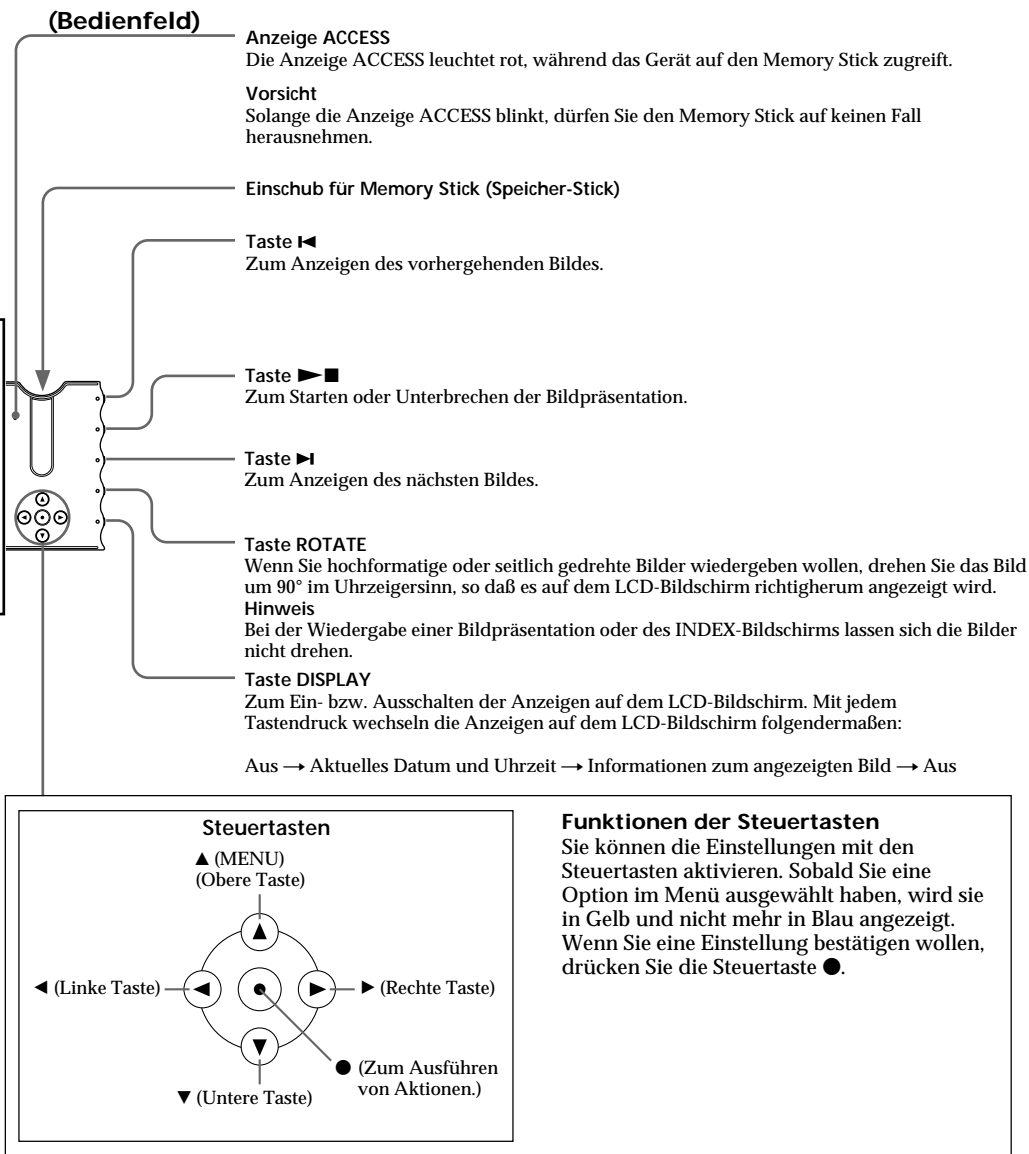 (Bedienfeld)
Anzeige ACCESS
Die Anzeige ACCESS leuchtet rot, während das Gerät auf den Memory Stick zugreift.
Vorsicht
Solange die Anzeige ACCESS blinkt, dürfen Sie den Memory Stick auf keinen Fall
herausnehmen.
Einschub für Memory Stick (Speicher-Stick)
Taste I◄
Zum Anzeigen des vorhergehenden Bildes.
Taste ►■
Zum Starten oder Unterbrechen der Bildpräsentation.
Taste ►I
Zum Anzeigen des nächsten Bildes.
Taste ROTATE
Wenn Sie hochformatige oder seitlich gedrehte Bilder wiedergeben wollen, drehen Sie das Bild
um 90° im Uhrzeigersinn, so daß es auf dem LCD-Bildschirm richtigherum angezeigt wird.
Hinweis
Bei der Wiedergabe einer Bildpräsentation oder des INDEX-Bildschirms lassen sich die Bilder
nicht drehen.
Taste DISPLAY
Zum Ein- bzw. Ausschalten der Anzeigen auf dem LCD-Bildschirm. Mit jedem
Tastendruck wechseln die Anzeigen auf dem LCD-Bildschirm folgendermaßen:
Aus → Aktuelles Datum und Uhrzeit → Informationen zum angezeigten Bild → Aus
Steuertasten
▲ (MENU)
(Obere Taste)
◄ (Linke Taste)
► (Rechte Taste)
● (Zum Ausführen
von Aktionen.)
▼ (Untere Taste)
Funktionen der Steuertasten
Sie können die Einstellungen mit den
Steuertasten aktivieren. Sobald Sie eine
Option im Menü ausgewählt haben, wird sie
in Gelb und nicht mehr in Blau angezeigt.
Wenn Sie eine Einstellung bestätigen wollen,
drücken Sie die Steuertaste ●.